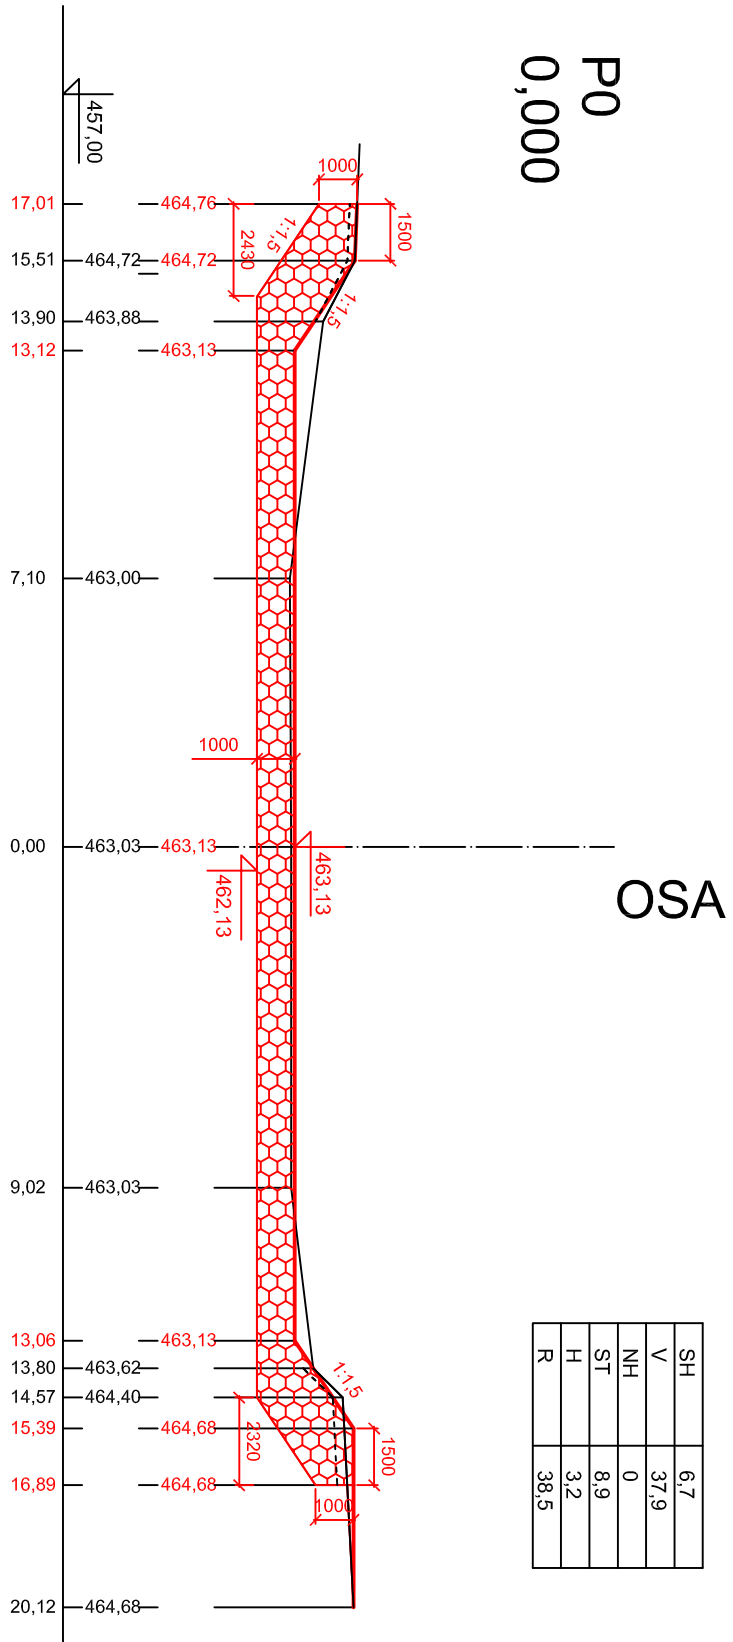 P0
0,000
457,00
1000
17,01 464,76
1500
1:1,5
2430
15,51 464,72 464,72
1:1,5
13,90 463,88
13,12 463,13
7,10 463,00
1000
0,00 463,03 463,13
463,13
462,13
OSA
9,02 463,03
13,06 463,13
13,80 463,62
1:1,5
14,57 464,40
15,39 464,68
2320
1500
16,89 464,68
1000
20,12 464,68
SH 6,7
V 37,9
NH 0
ST 8,9
H 3,2
R 38,5